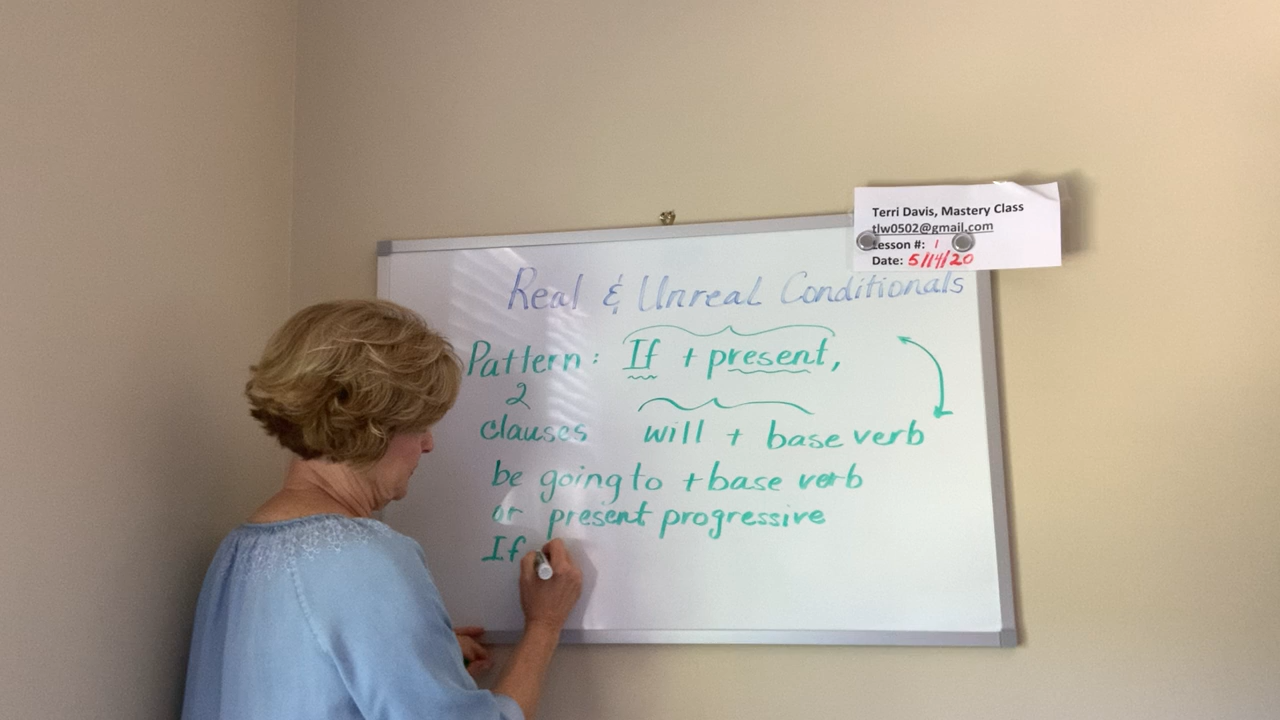 Terri Davis, Mastery Class
tlw0502@gmail.com
Lesson #: 1
Date: 5/14/20
Real & Unreal Conditionals
Pattern: If + present,
2
clauses will + base verb
be going to + base verb
or present progressive
If